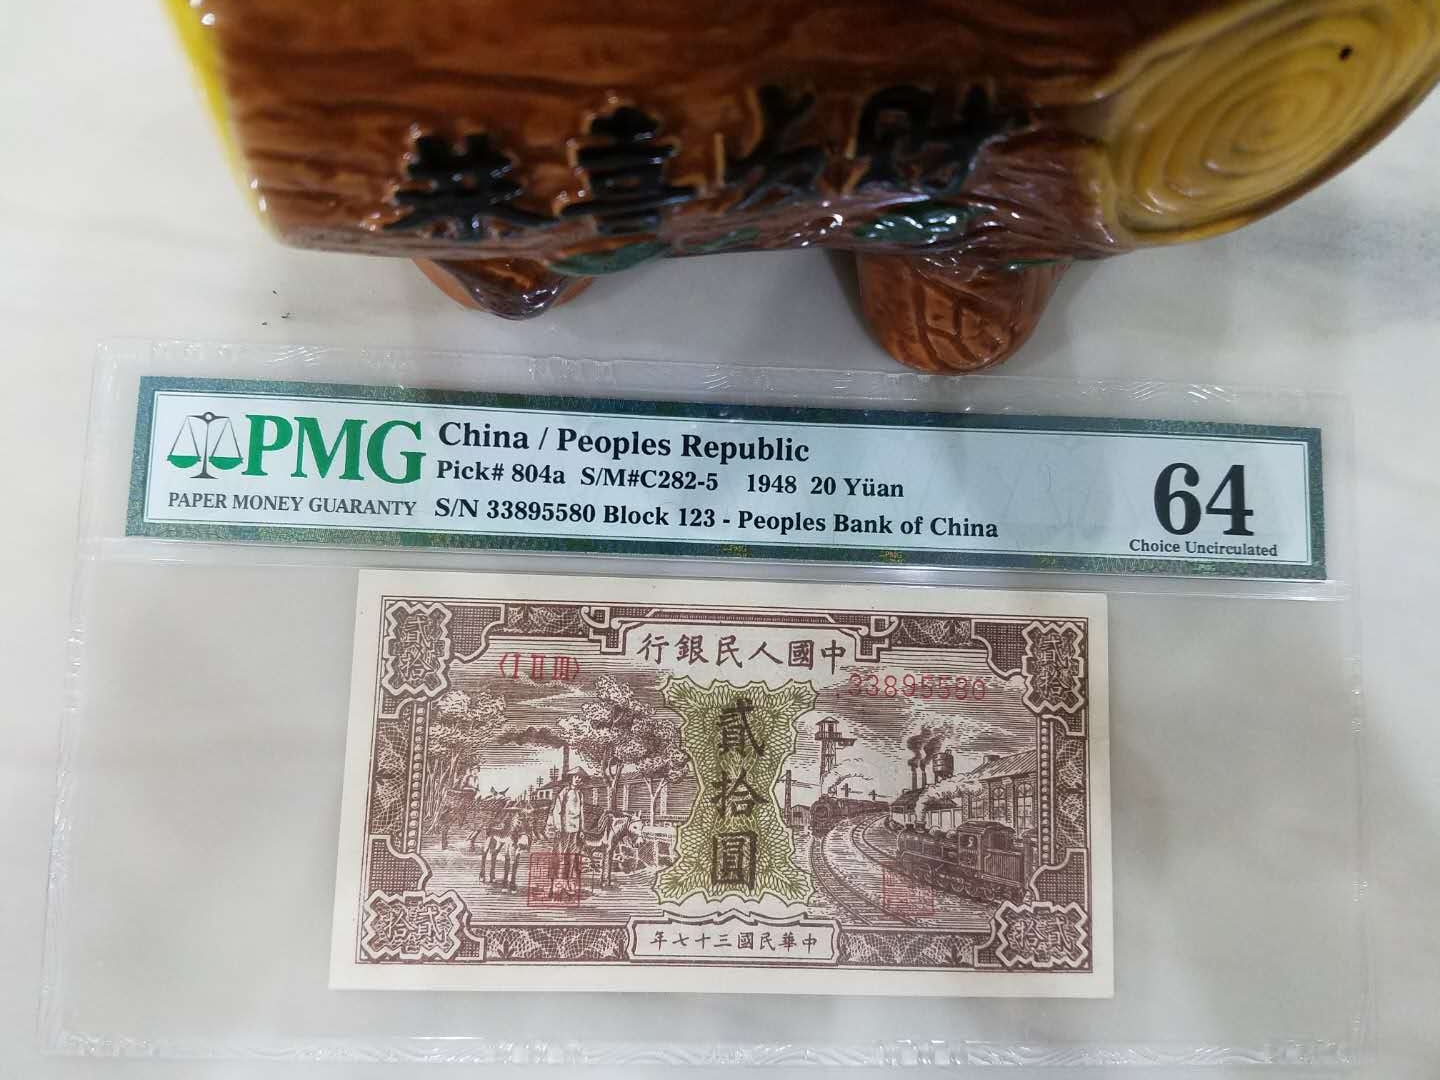 PMG
PAPER MONEY GUARANTY
China / Peoples Republic
Pick# 804a S/M#C282-5 1948 20 Yüan
S/N 33895580 Block 123 - Peoples Bank of China
64
Choice Uncirculated
貳拾
行銀民人國中
貳拾
〈I II III〉
33895580
貳拾圓
拾貳
年七十三國民華中
拾貳